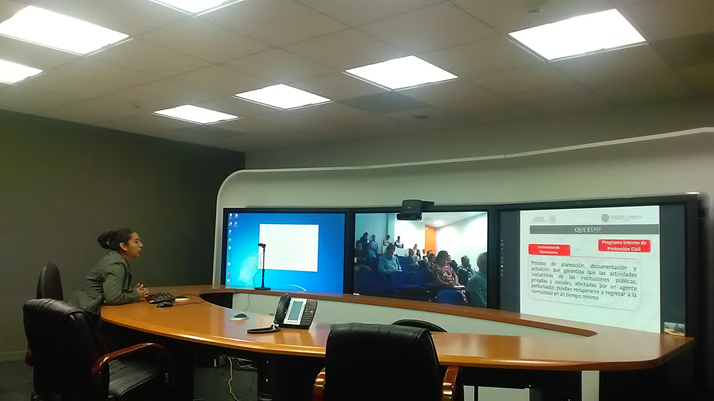 QUE ES???
Continuidad de
Operaciones
Programa Interno de
Protección Civil
Proceso de planeación, documentación y
actuación que garantiza que las actividades
sustantivas de las instituciones públicas,
privadas y sociales, afectadas por un agente
perturbador, puedan recuperarse y regresar a la
normalidad en un tiempo mínimo